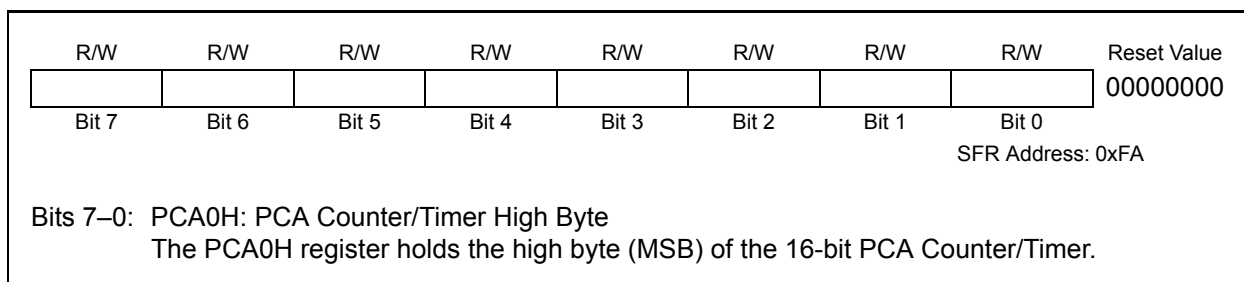 R/W R/W R/W R/W R/W R/W R/W R/W Reset Value
00000000
Bit 7 Bit 6 Bit 5 Bit 4 Bit 3 Bit 2 Bit 1 Bit 0
SFR Address: 0xFA
Bits 7–0: PCA0H: PCA Counter/Timer High Byte
The PCA0H register holds the high byte (MSB) of the 16-bit PCA Counter/Timer.